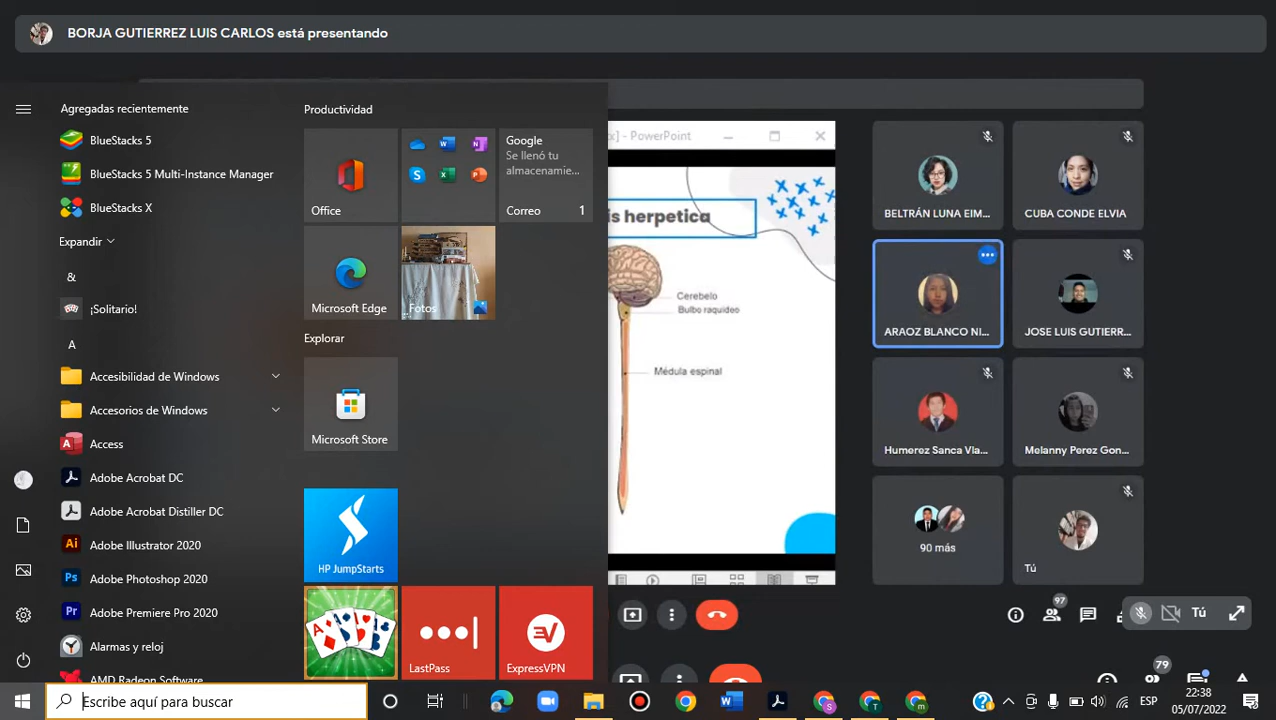 BORJA GUTIERREZ LUIS CARLOS está presentando
Agregadas recientemente
BlueStacks 5
BlueStacks 5 Multi-Instance Manager
BlueStacks X
Expandir
&
¡Solitario!
A
Accesibilidad de Windows
Accesorios de Windows
Access
Adobe Acrobat DC
Adobe Acrobat Distiller DC
Adobe Illustrator 2020
Adobe Photoshop 2020
Adobe Premiere Pro 2020
Alarmas y reloj
AMD Radeon Software
Productividad
Office
Google
Se llenó tu
almacenamie...
Correo 1
Microsoft Edge
Fotos
Explorar
Microsoft Store
HP JumpStarts
LastPass
ExpressVPN
] - PowerPoint
is herpetica
Cerebelo
Bulbo raquideo
Médula espinal
BELTRÁN LUNA EIM...
CUBA CONDE ELVIA
ARAOZ BLANCO NI...
JOSE LUIS GUTIERR...
Humerez Sanca Via...
Melanny Perez Gon...
90 más
Tú
97
Tú
79
Escribe aquí para buscar
ESP
22:38
05/07/2022